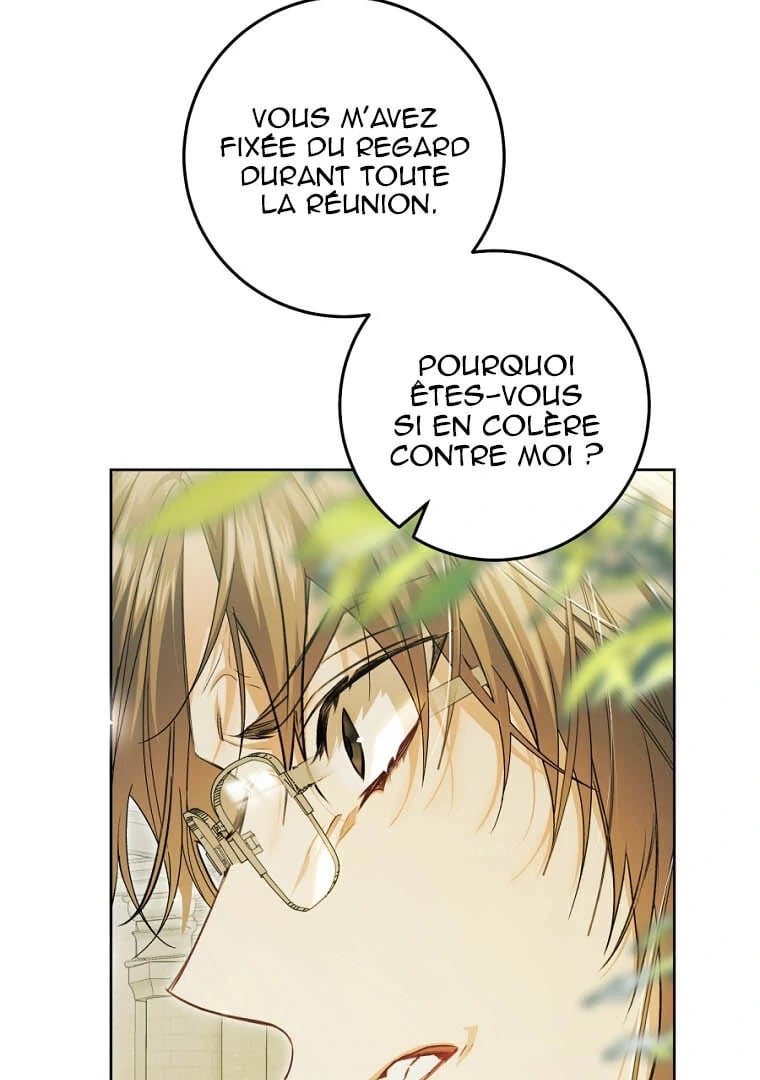 VOUS M'AVEZ
FIXÉE DU REGARD
DURANT TOUTE
LA RÉUNION.
POURQUOI
ÊTES-VOUS
SI EN COLÈRE
CONTRE MOI ?